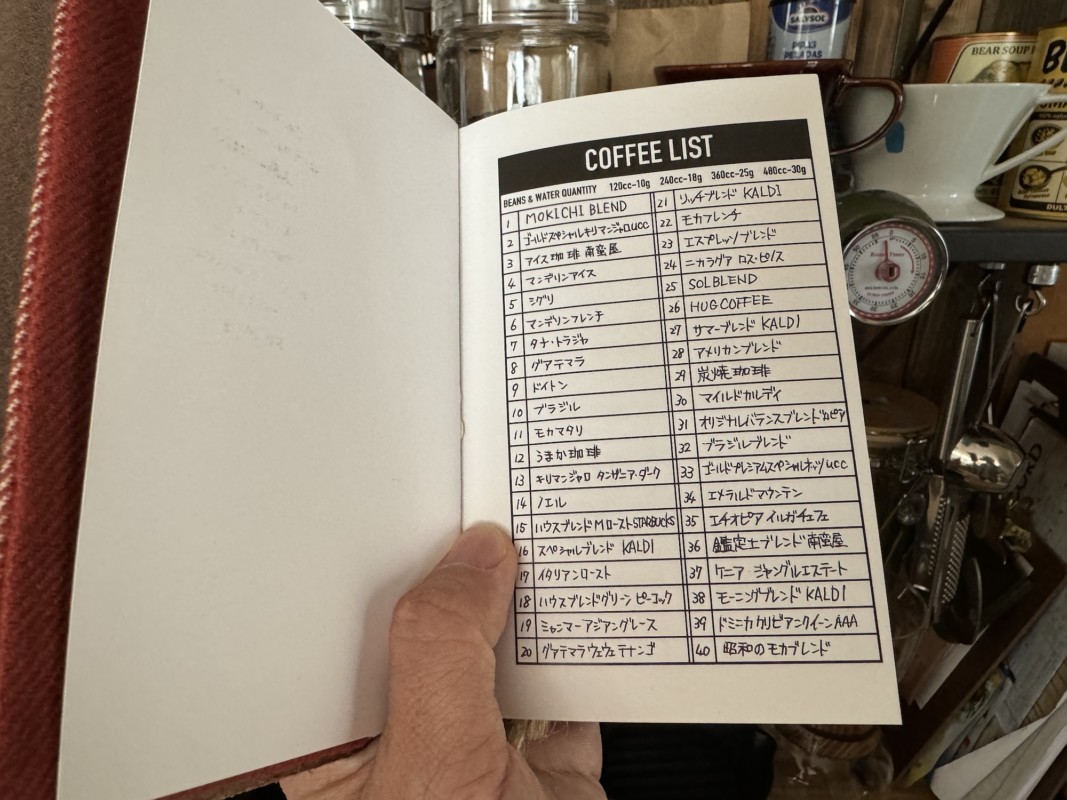 COFFEE LIST
BEANS & WATER QUANTITY 120cc-10g 240cc-18g 360cc-25g 480cc-30g
1 MOKICHI BLEND
2 ゴールドスペシャルキリマンジャロucc
3 アイス珈琲 南蛮屋
4 マンデリンアイス
5 シグリ
6 マンデリンフレンチ
7 タナ・トラジャ
8 グアテマラ
9 ドイトン
10 ブラジル
11 モカマタリ
12 うまか珈琲
13 キリマンジャロ タンザニア・ダーク
14 ノエル
15 ハウスブレンドMローストSTARBUCKS
16 スペシャルブレンド KALDI
17 イタリアンロースト
18 ハウスブレンドグリーンピーコック
19 ミャンマーアジアングレース
20 グァテマラウェウェテナンゴ
21 リッチブレンド KALDI
22 モカフレンチ
23 エスプレッソブレンド
24 ニカラグア ロス・ピノス
25 SOL BLEND
26 HUG COFFEE
27 サマーブレンド KALDI
28 アメリカンブレンド
29 炭焼珈琲
30 マイルドカルディ
31 オリジナルバランスブレンド
32 ブラジルブレンド
33 ゴールドプレミアムスペシャル ucc
34 エメラルドマウンテン
35 エチオピア イルガチェフェ
36 鑑定士ブレンド南蛮屋
37 ケニア ジャングルエステート
38 モーニングブレンド KALDI
39 ドミニカ カリビアンクイーンAAA
40 昭和のモカブレンド
SALYSOL
PIPAS
PELADAS
BEAR SOUP